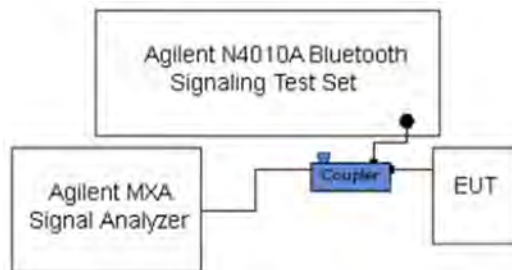 Agilent N4010A Bluetooth
Signaling Test Set
Coupler
Agilent MXA
Signal Analyzer
EUT